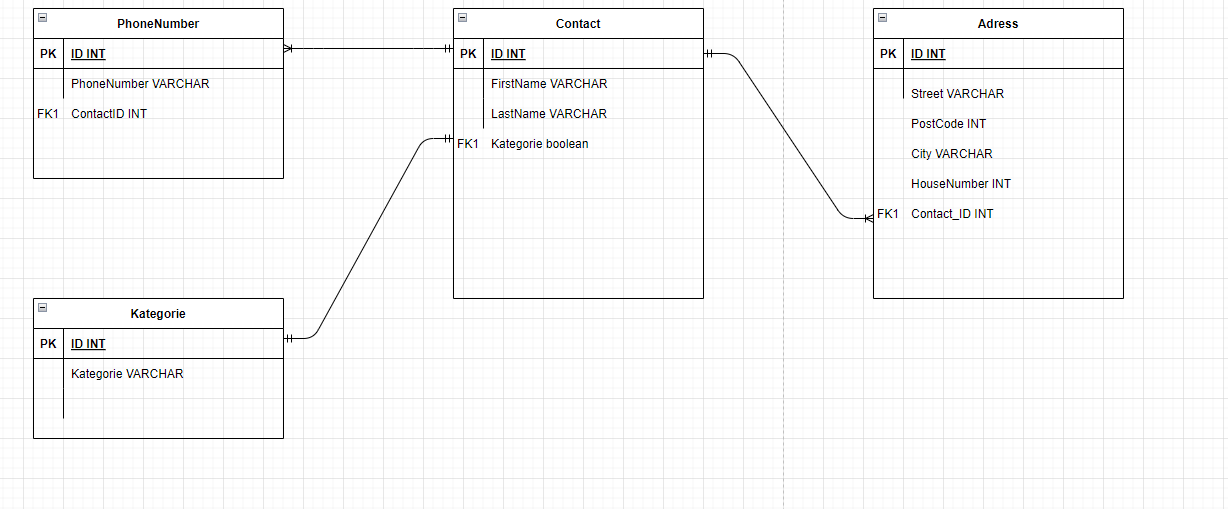 PhoneNumber
PK ID INT
PhoneNumber VARCHAR
FK1 ContactID INT
Contact
PK ID INT
FirstName VARCHAR
LastName VARCHAR
FK1 Kategorie boolean
Adress
PK ID INT
Street VARCHAR
PostCode INT
City VARCHAR
HouseNumber INT
FK1 Contact_ID INT
Kategorie
PK ID INT
Kategorie VARCHAR